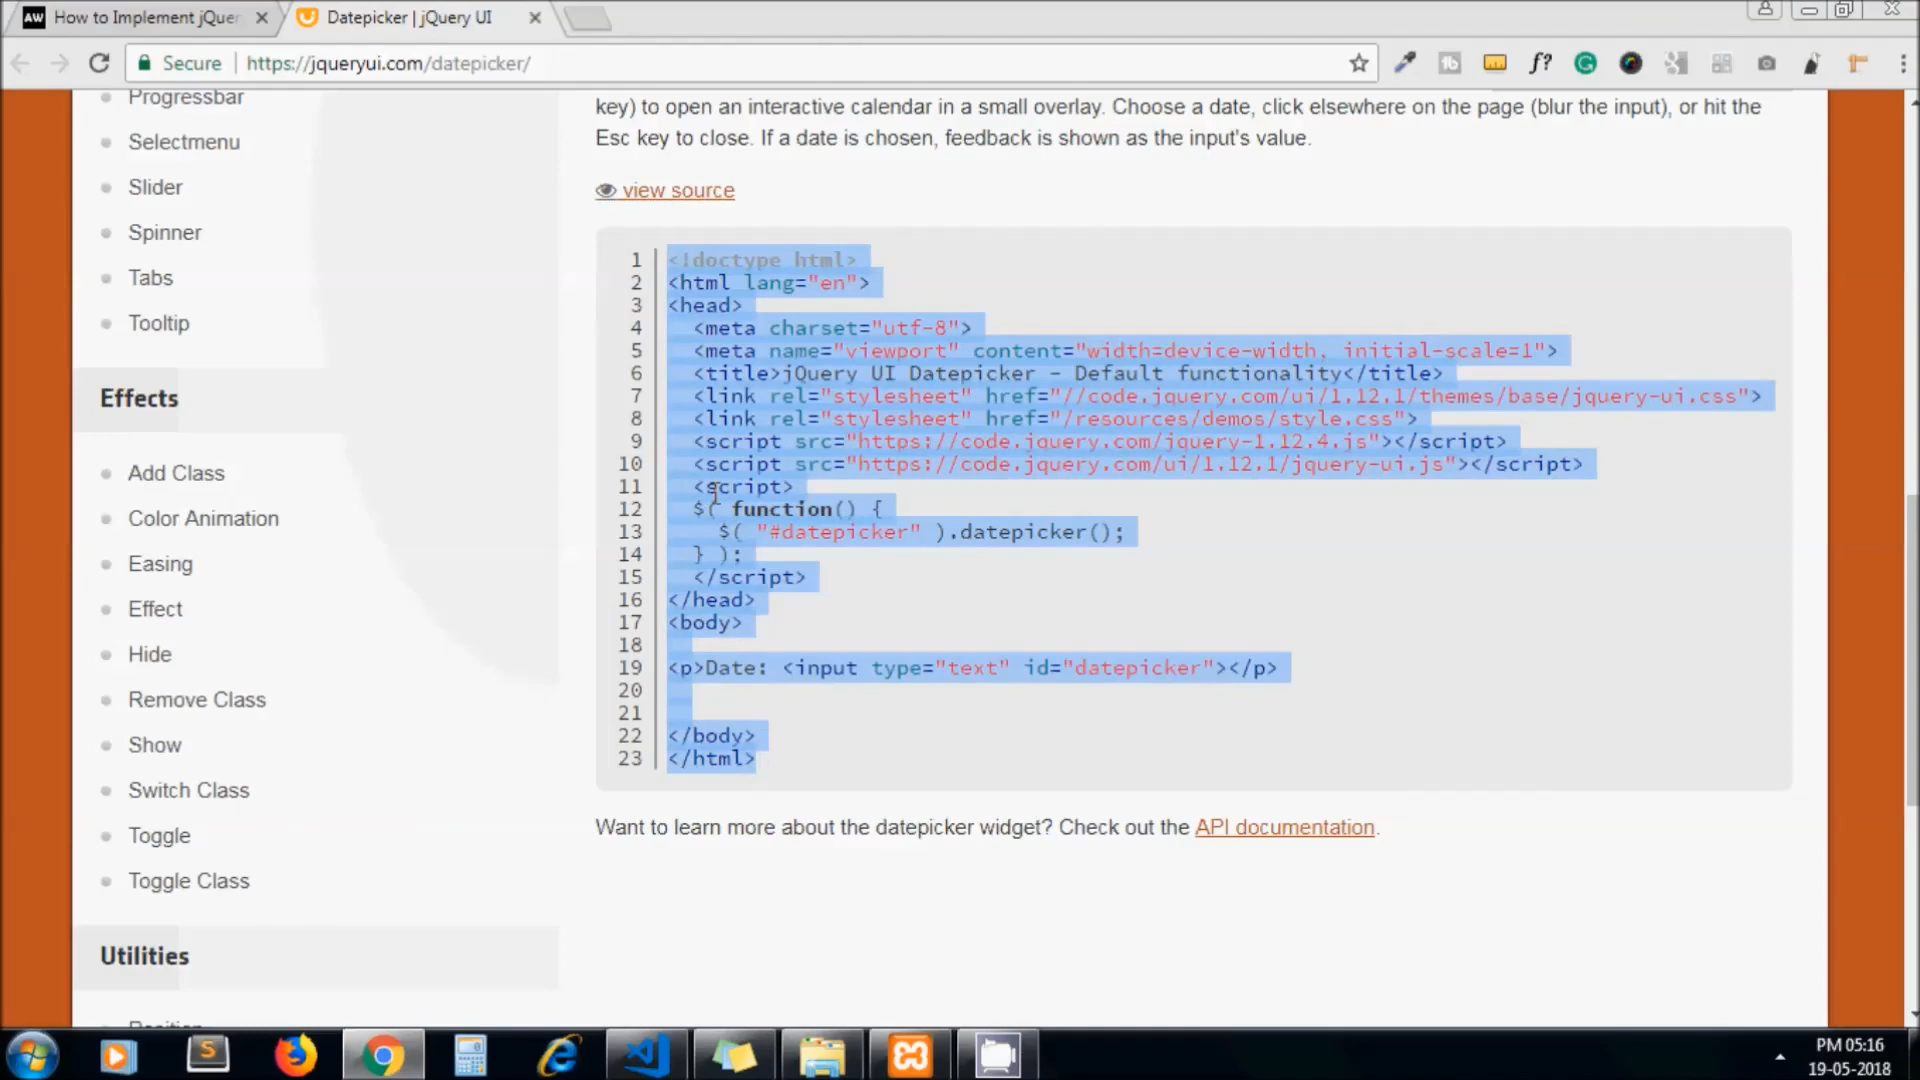 How to Implement jQuer
Datepicker | jQuery UI
Secure
https://jqueryui.com/datepicker/
Progressbar
Selectmenu
Slider
Spinner
Tabs
Tooltip
Effects
Add Class
Color Animation
Easing
Effect
Hide
Remove Class
Show
Switch Class
Toggle
Toggle Class
Utilities
key) to open an interactive calendar in a small overlay. Choose a date, click elsewhere on the page (blur the input), or hit the
Esc key to close. If a date is chosen, feedback is shown as the input's value.
view source
1 <!doctype html>
2 <html lang="en">
3 <head>
4 <meta charset="utf-8">
5 <meta name="viewport" content="width=device-width, initial-scale=1">
6 <title>jQuery UI Datepicker - Default functionality</title>
7 <link rel="stylesheet" href="//code.jquery.com/ui/1.12.1/themes/base/jquery-ui.css">
8 <link rel="stylesheet" href="/resources/demos/style.css">
9 <script src="https://code.jquery.com/jquery-1.12.4.js"></script>
10 <script src="https://code.jquery.com/ui/1.12.1/jquery-ui.js"></script>
11 <script>
12 $( function() {
13 $( "#datepicker" ).datepicker();
14 } );
15 </script>
16 </head>
17 <body>
18
19 <p>Date: <input type="text" id="datepicker"></p>
20
21
22 </body>
23 </html>
Want to learn more about the datepicker widget? Check out the API documentation.
PM 05:16
19-05-2018